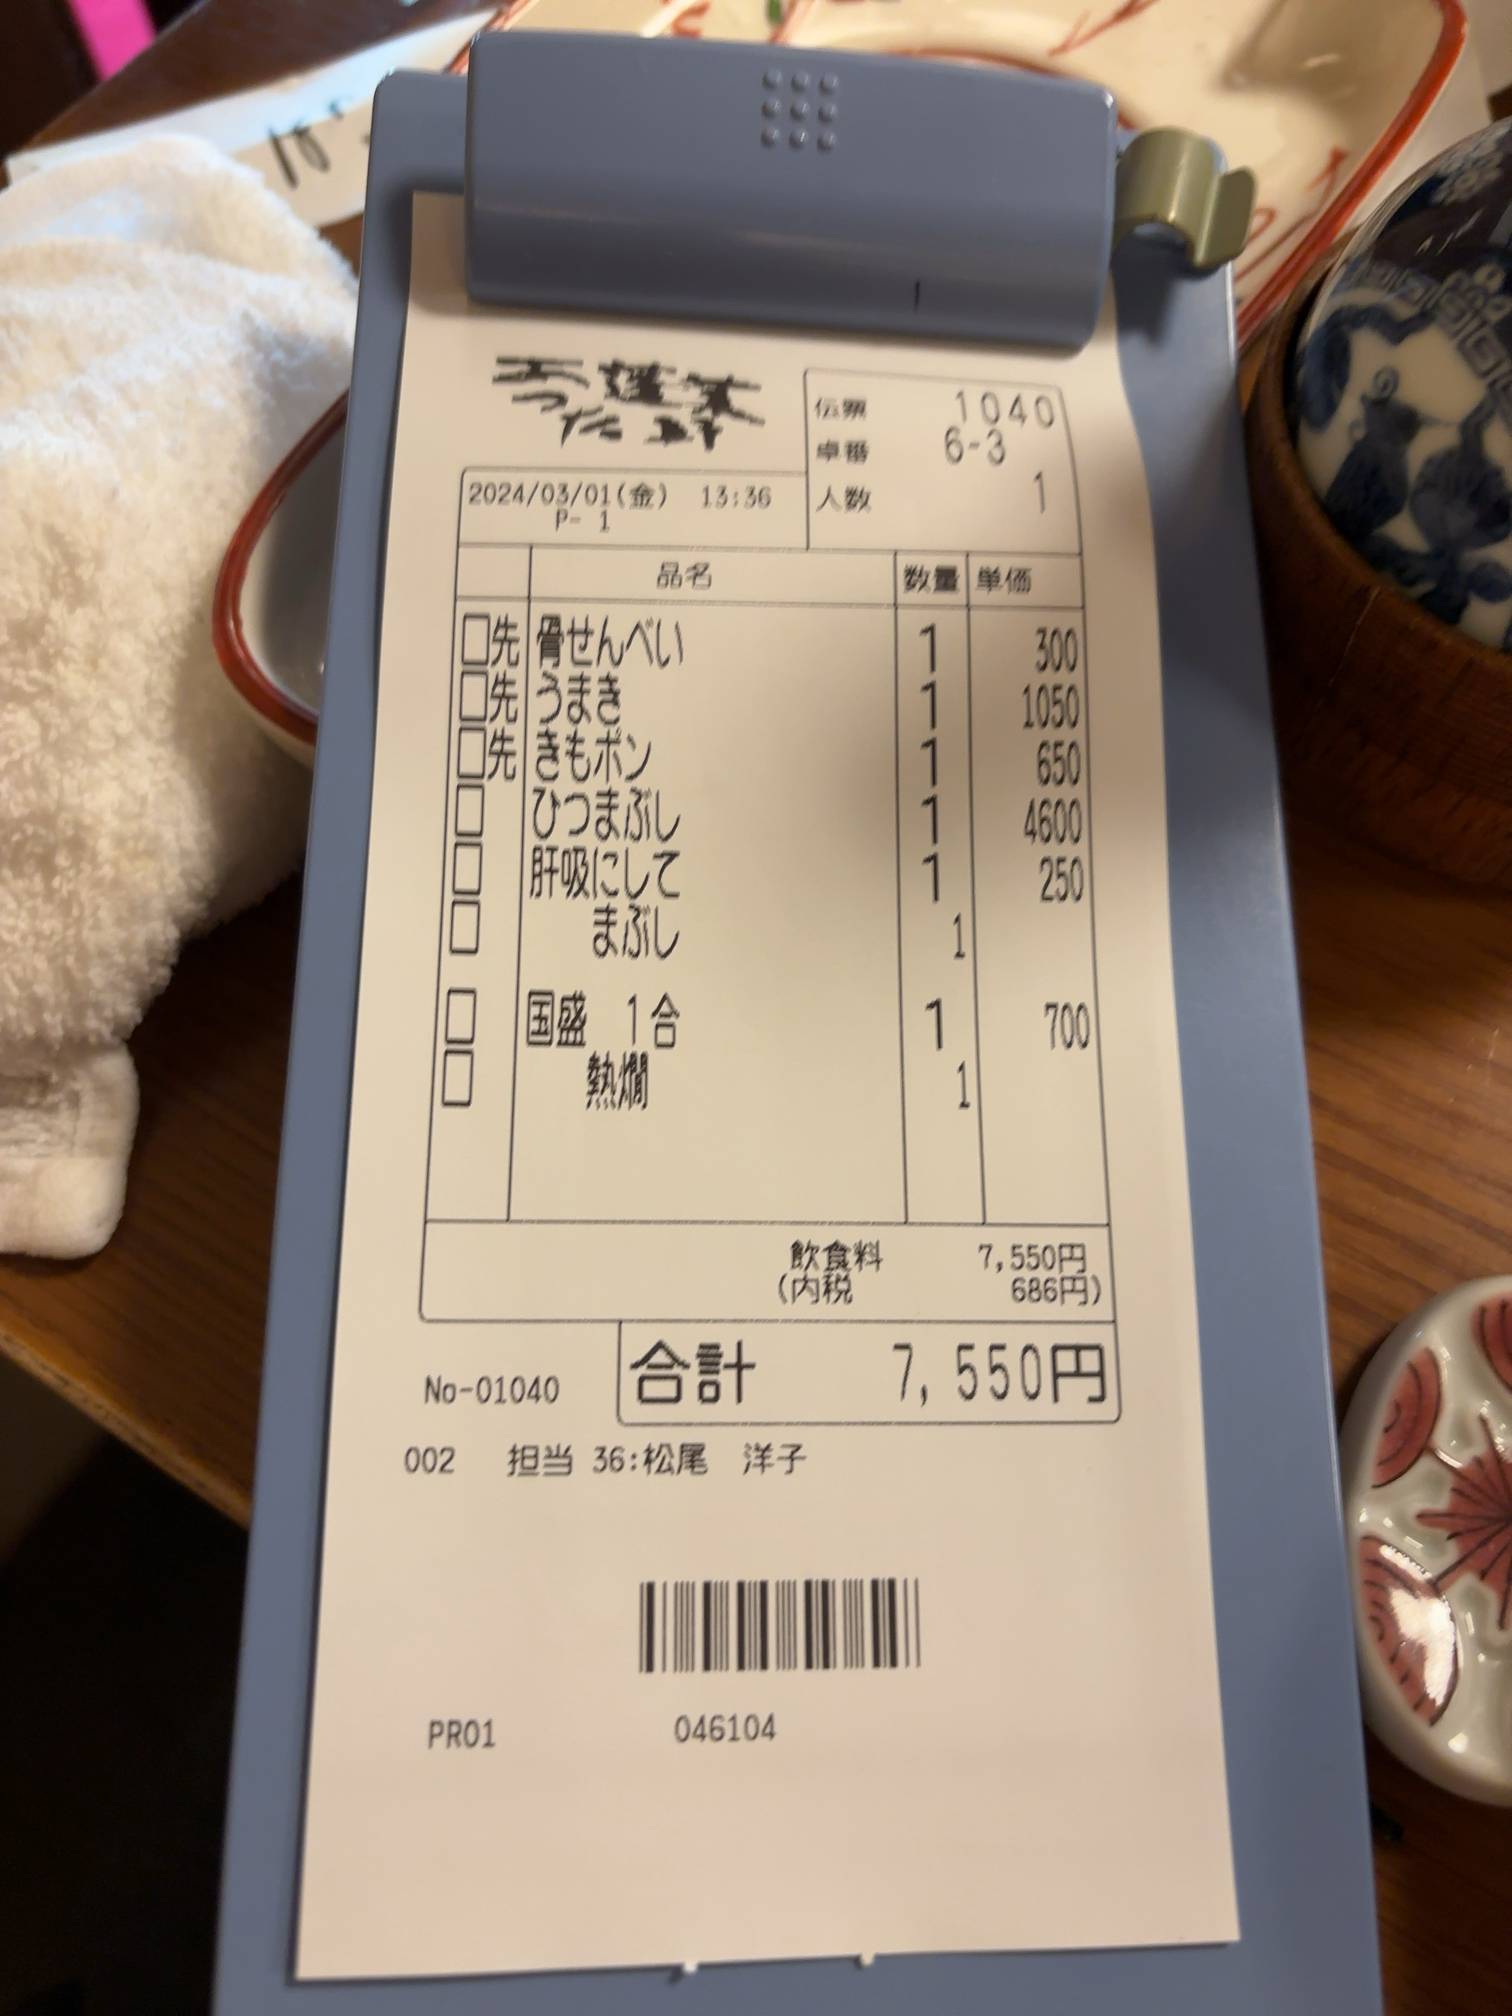 伝票 1040
卓番 6-3
人数 1
2024/03/01(金) 13:36
P- 1
品名 数量 単価
□先 骨せんべい 1 300
□先 うまき 1 1050
□先 きもポン 1 650
□ ひつまぶし 1 4600
□ 肝吸にして 1 250
□ まぶし 1
□ 国盛 1合 1 700
□ 熱燗 1
飲食料 7,550円
(内税 686円)
合計 7,550円
No-01040
002 担当 36:松尾 洋子
PR01 046104